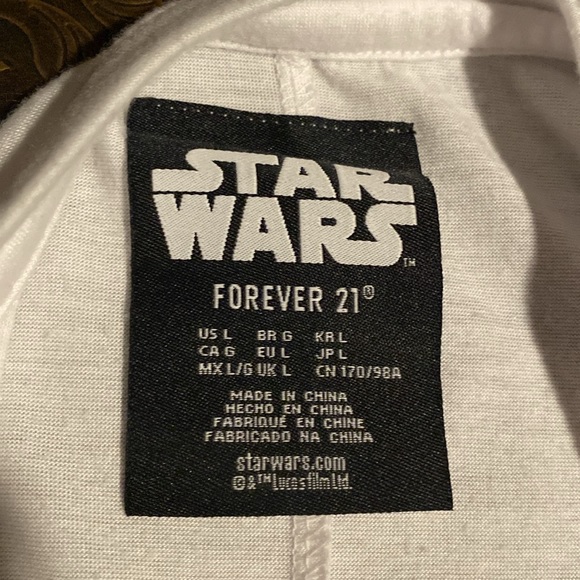 STAR
WARS
™
FOREVER 21®
US L BR G KR L
CA G EU L JP L
MX L/G UK L CN 170/98A
MADE IN CHINA
HECHO EN CHINA
FABRIQUÉ EN CHINE
FABRICADO NA CHINA
starwars.com
©&™Lucasfilm Ltd.